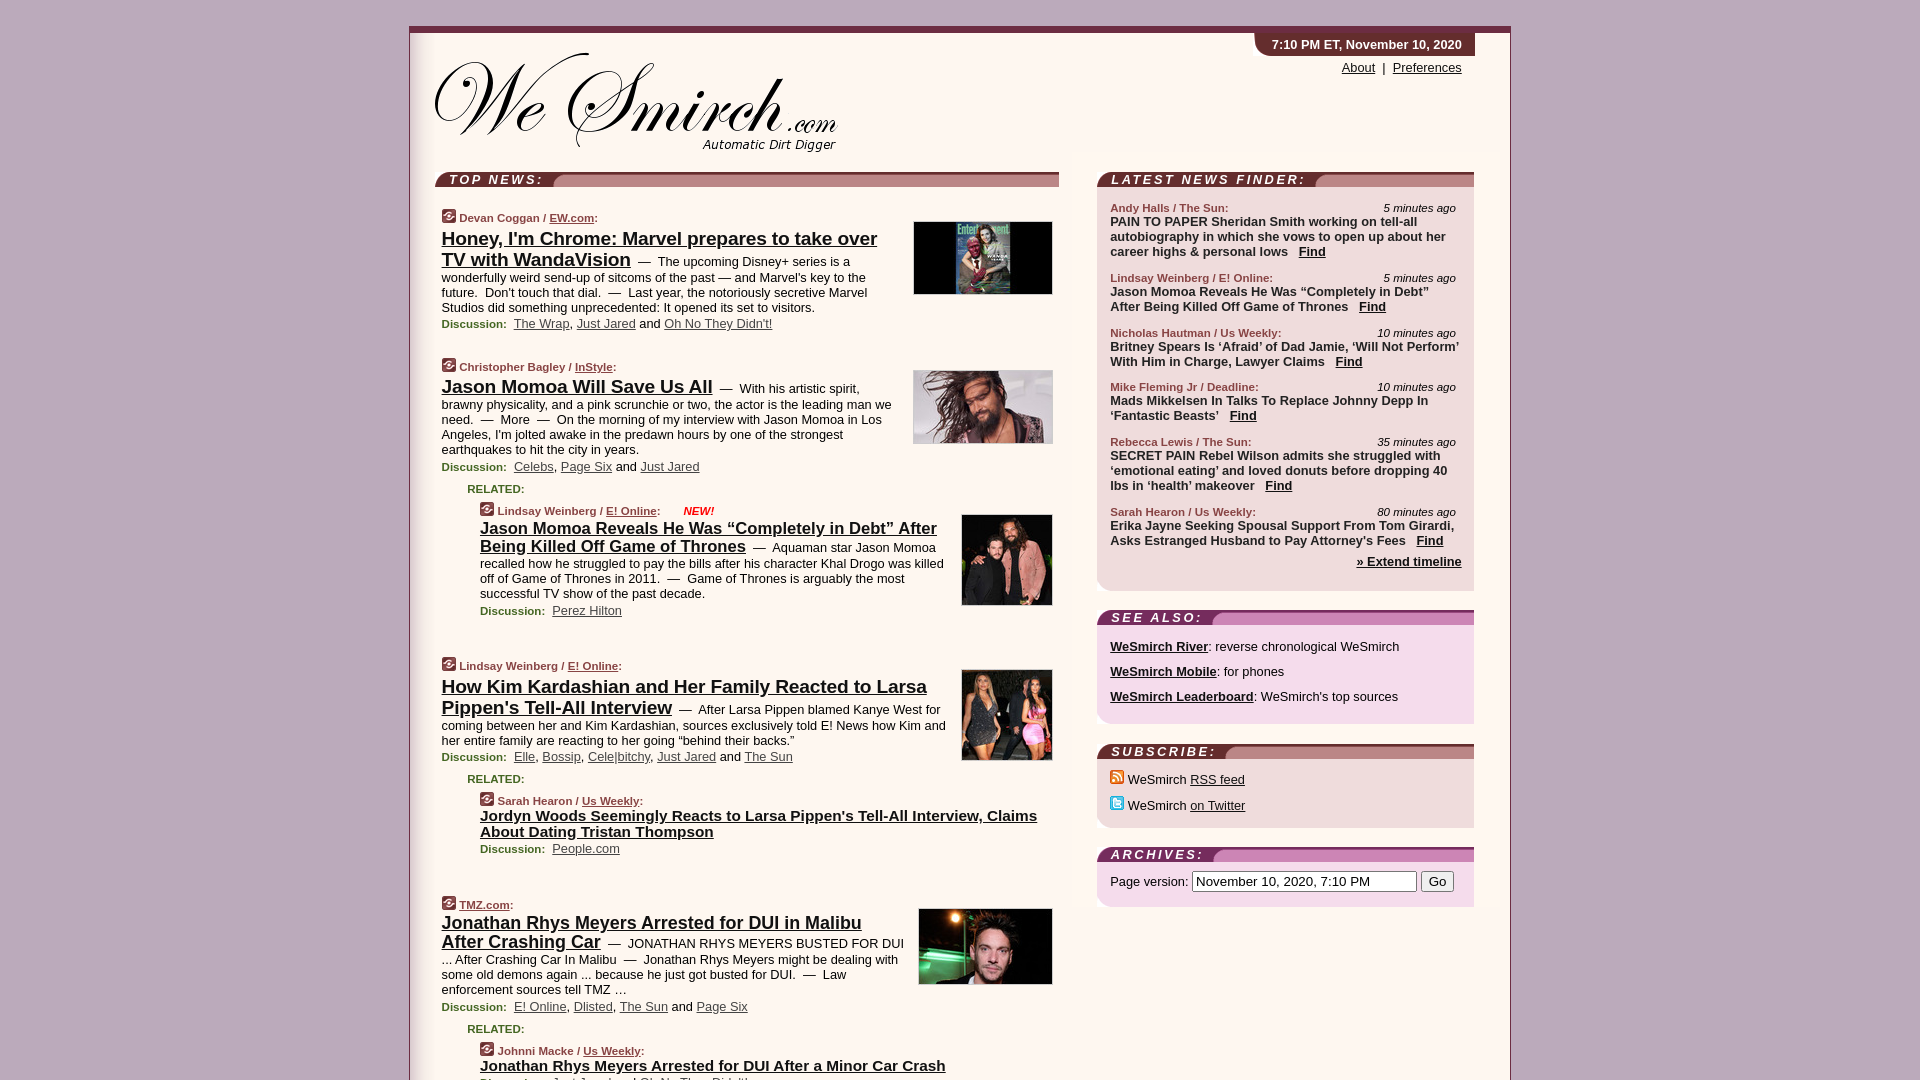 7:10 PM ET, November 10, 2020
About | Preferences
We Smirch.com
Automatic Dirt Digger
TOP NEWS:
Devan Coggan / EW.com:
Honey, I'm Chrome: Marvel prepares to take over
TV with WandaVision — The upcoming Disney+ series is a
wonderfully weird send-up of sitcoms of the past — and Marvel's key to the
future. Don't touch that dial. — Last year, the notoriously secretive Marvel
Studios did something unprecedented: It opened its set to visitors.
Discussion: The Wrap, Just Jared and Oh No They Didn't!
Christopher Bagley / InStyle:
Jason Momoa Will Save Us All — With his artistic spirit,
brawny physicality, and a pink scrunchie or two, the actor is the leading man we
need. — More — On the morning of my interview with Jason Momoa in Los
Angeles, I'm jolted awake in the predawn hours by one of the strongest
earthquakes to hit the city in years.
Discussion: Celebs, Page Six and Just Jared
RELATED:
Lindsay Weinberg / E! Online: NEW!
Jason Momoa Reveals He Was “Completely in Debt” After
Being Killed Off Game of Thrones — Aquaman star Jason Momoa
recalled how he struggled to pay the bills after his character Khal Drogo was killed
off of Game of Thrones in 2011. — Game of Thrones is arguably the most
successful TV show of the past decade.
Discussion: Perez Hilton
Lindsay Weinberg / E! Online:
How Kim Kardashian and Her Family Reacted to Larsa
Pippen's Tell-All Interview — After Larsa Pippen blamed Kanye West for
coming between her and Kim Kardashian, sources exclusively told E! News how Kim and
her entire family are reacting to her going “behind their backs.”
Discussion: Elle, Bossip, Cele|bitchy, Just Jared and The Sun
RELATED:
Sarah Hearon / Us Weekly:
Jordyn Woods Seemingly Reacts to Larsa Pippen's Tell-All Interview, Claims
About Dating Tristan Thompson
Discussion: People.com
TMZ.com:
Jonathan Rhys Meyers Arrested for DUI in Malibu
After Crashing Car — JONATHAN RHYS MEYERS BUSTED FOR DUI
... After Crashing Car In Malibu — Jonathan Rhys Meyers might be dealing with
some old demons again ... because he just got busted for DUI. — Law
enforcement sources tell TMZ …
Discussion: E! Online, Dlisted, The Sun and Page Six
RELATED:
Johnni Macke / Us Weekly:
Jonathan Rhys Meyers Arrested for DUI After a Minor Car Crash
LATEST NEWS FINDER:
Andy Halls / The Sun: 5 minutes ago
PAIN TO PAPER Sheridan Smith working on tell-all
autobiography in which she vows to open up about her
career highs & personal lows Find
Lindsay Weinberg / E! Online: 5 minutes ago
Jason Momoa Reveals He Was “Completely in Debt”
After Being Killed Off Game of Thrones Find
Nicholas Hautman / Us Weekly: 10 minutes ago
Britney Spears Is ‘Afraid’ of Dad Jamie, ‘Will Not Perform’
With Him in Charge, Lawyer Claims Find
Mike Fleming Jr / Deadline: 10 minutes ago
Mads Mikkelsen In Talks To Replace Johnny Depp In
‘Fantastic Beasts’ Find
Rebecca Lewis / The Sun: 35 minutes ago
SECRET PAIN Rebel Wilson admits she struggled with
‘emotional eating’ and loved donuts before dropping 40
lbs in ‘health’ makeover Find
Sarah Hearon / Us Weekly: 80 minutes ago
Erika Jayne Seeking Spousal Support From Tom Girardi,
Asks Estranged Husband to Pay Attorney's Fees Find
» Extend timeline
SEE ALSO:
WeSmirch River: reverse chronological WeSmirch
WeSmirch Mobile: for phones
WeSmirch Leaderboard: WeSmirch's top sources
SUBSCRIBE:
WeSmirch RSS feed
WeSmirch on Twitter
ARCHIVES:
Page version: November 10, 2020, 7:10 PM Go